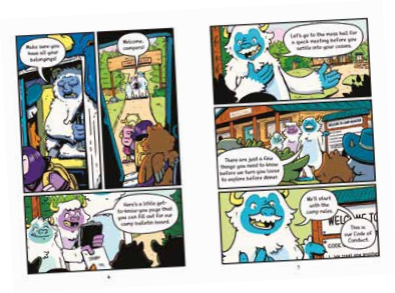 Make sure you
have all your
belongings!
Welcome,
campers!
Here's a little get-
to-know-you page that
you can fill out for our
camp bulletin board.
6
Let's go to the mess hall for
a quick meeting before you
settle into your cabins.
There are just a few
things you need to know
before we turn you loose
to explore before dinner.
We'll start
with the
camp rules.
WELCOME TO
This is
our Code of
Conduct.
7